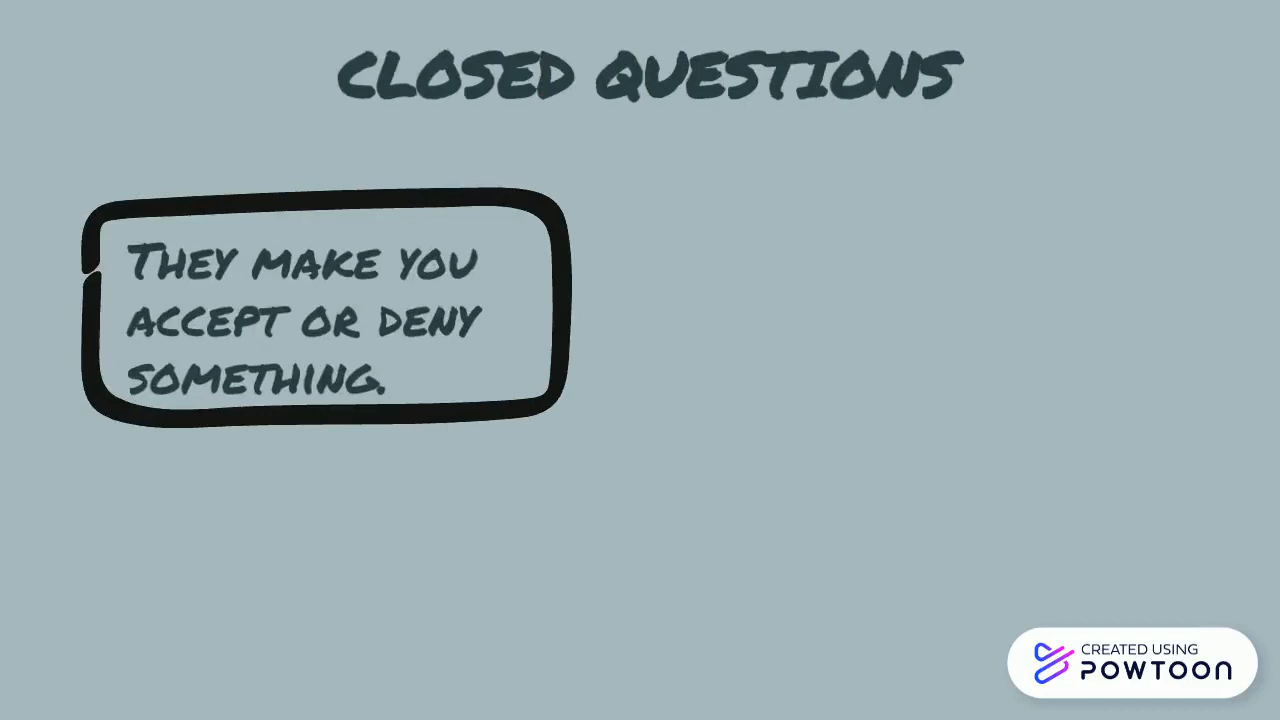 CLOSED QUESTIONS
THEY MAKE YOU
ACCEPT OR DENY
SOMETHING.
CREATED USING
POWTOON